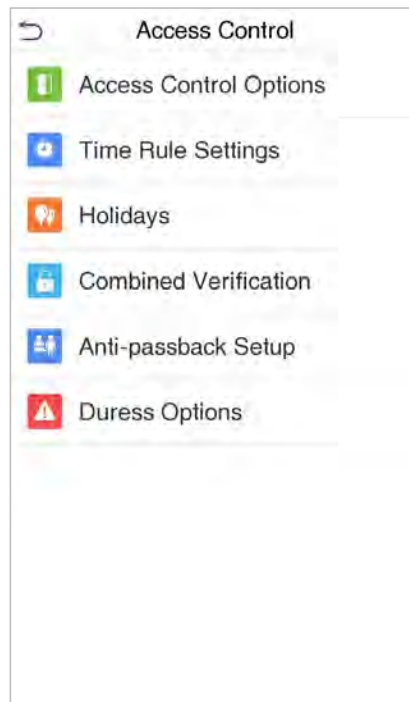 Access Control
Access Control Options
Time Rule Settings
Holidays
Combined Verification
Anti-passback Setup
Duress Options